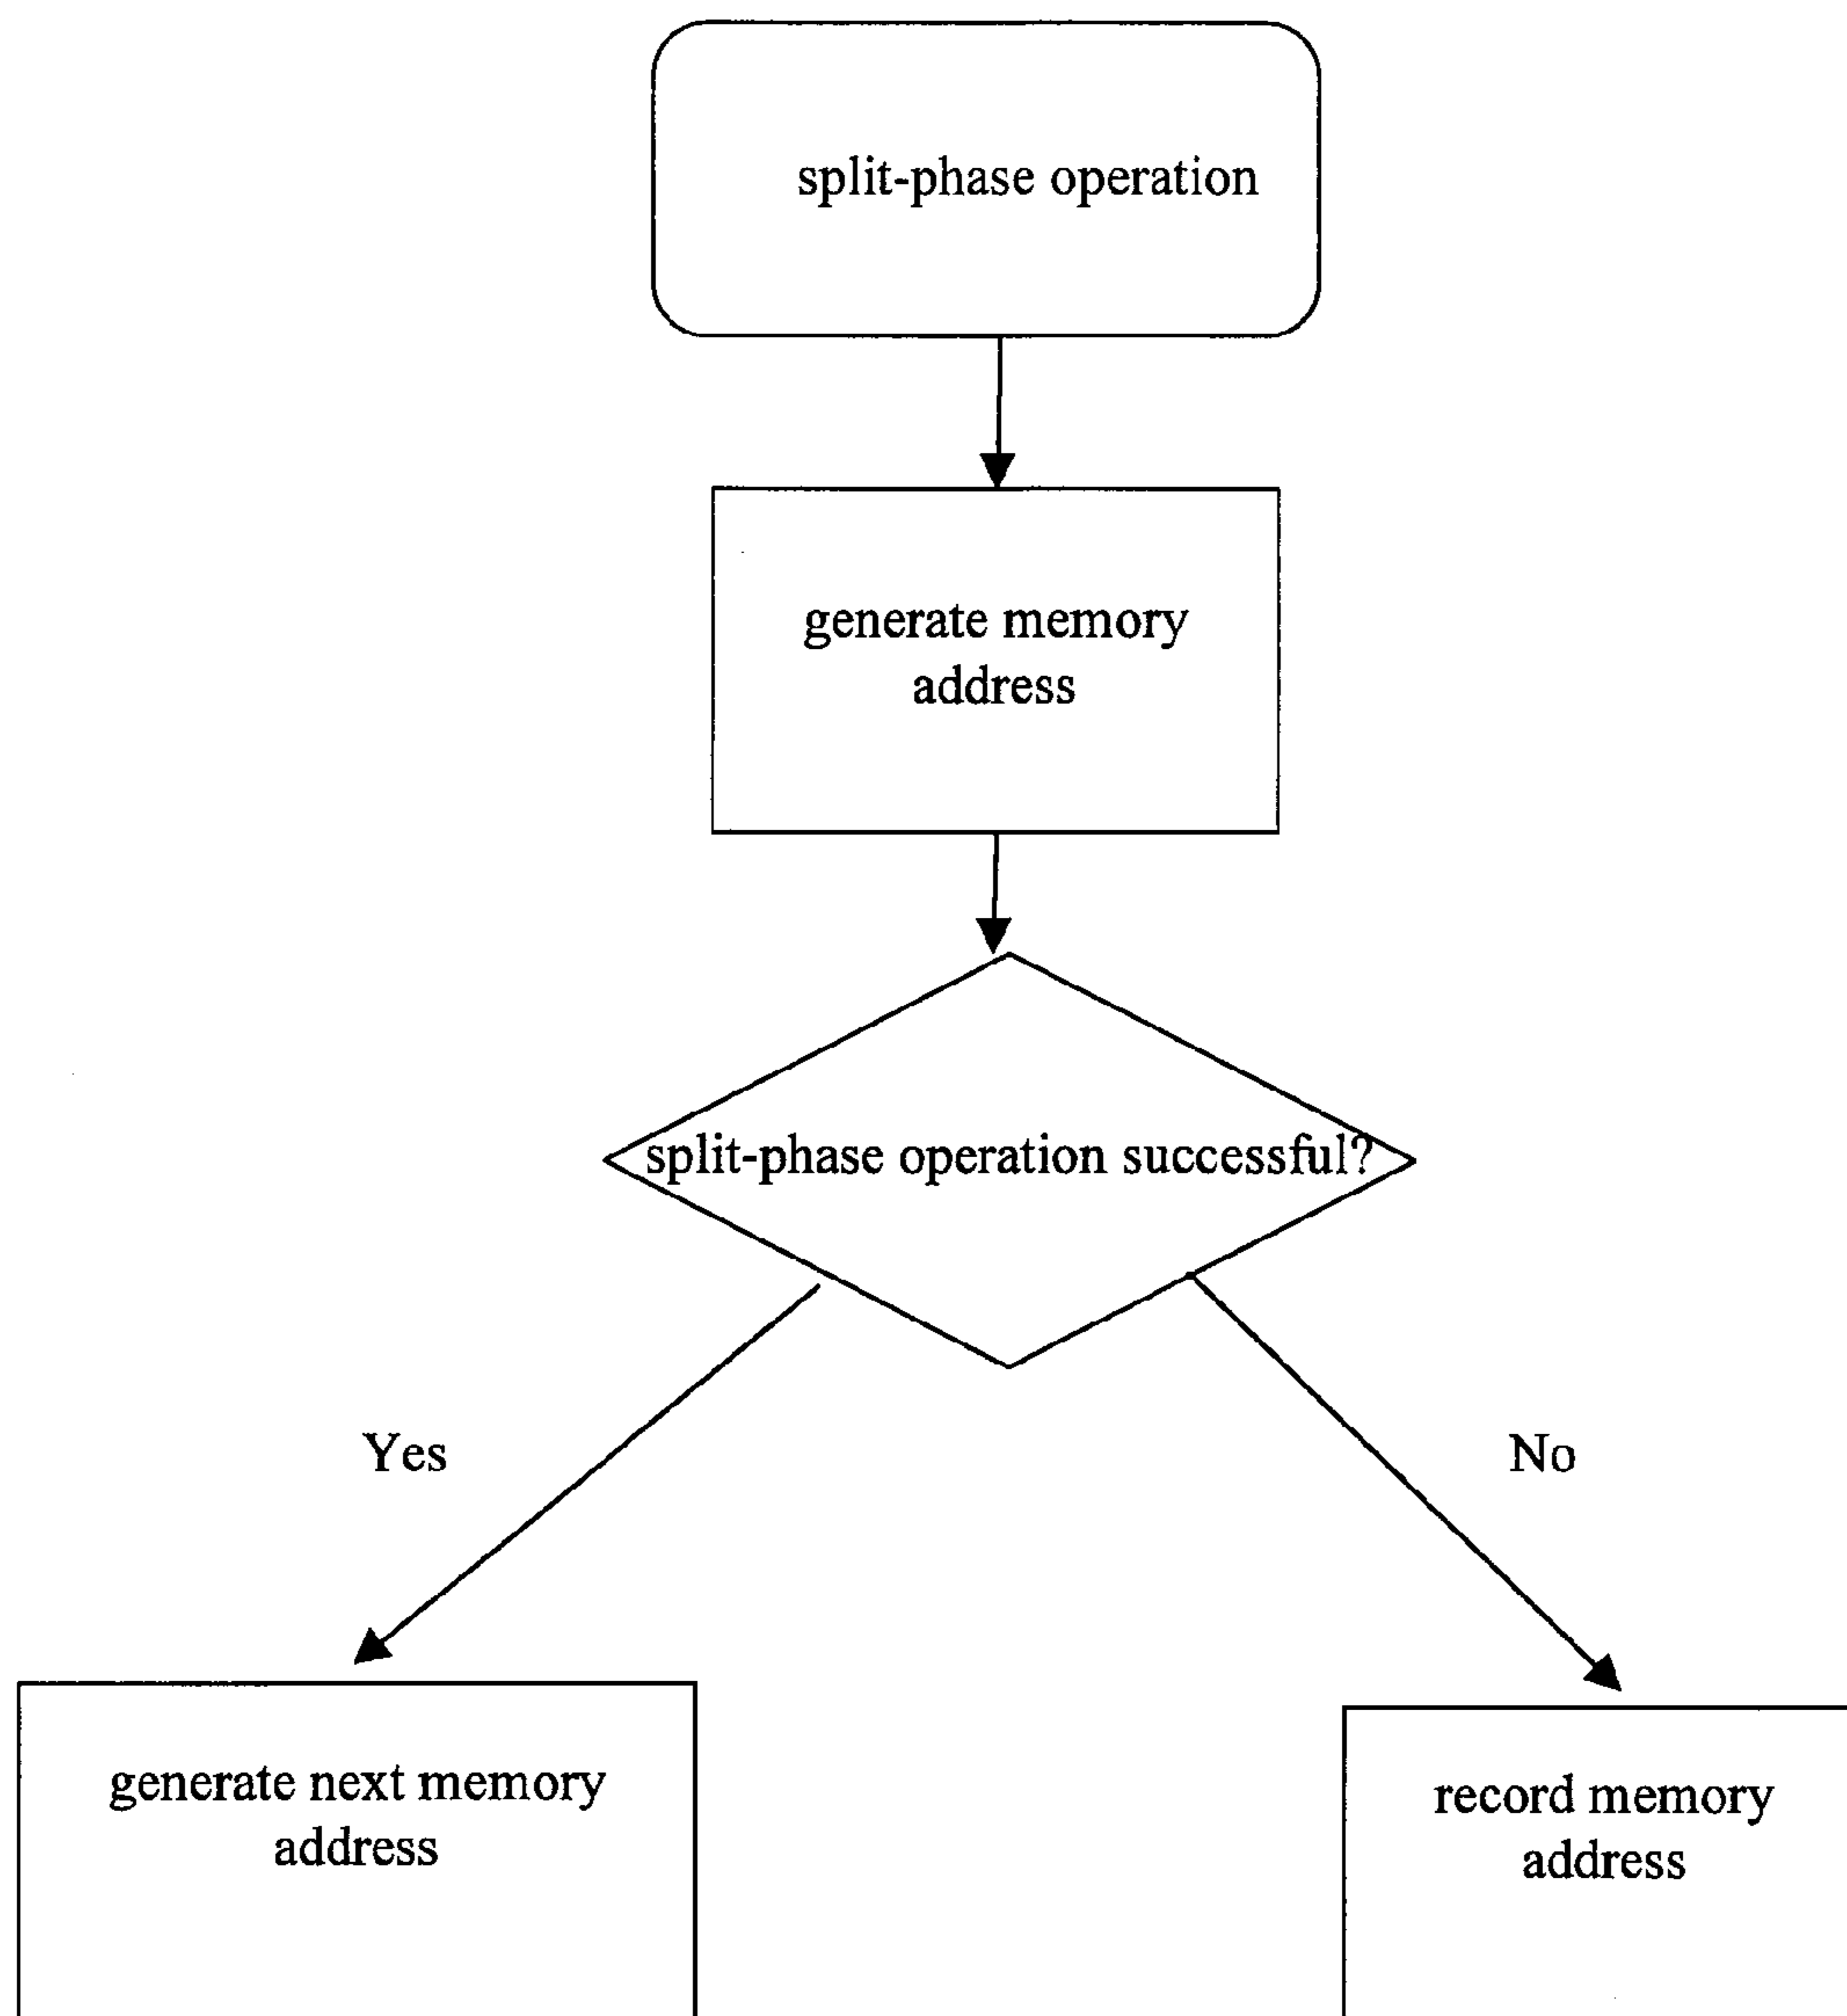 split-phase operation
generate memory
address
split-phase operation successful?
Yes
No
generate next memory
address
record memory
address